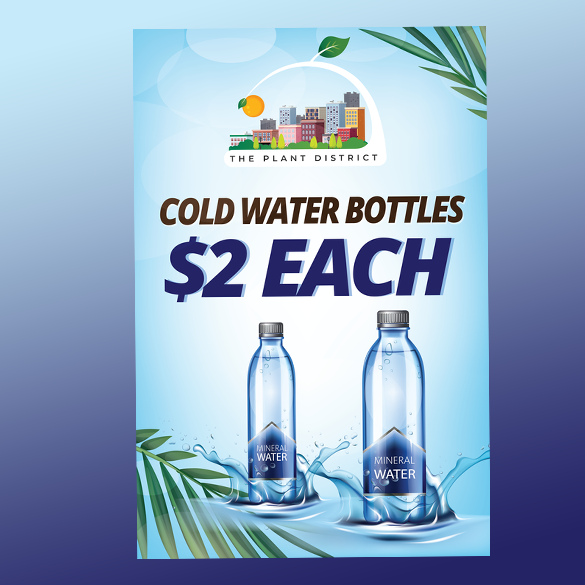 THE PLANT DISTRICT
COLD WATER BOTTLES
$2 EACH
MINERAL
WATER
MINERAL
WATER